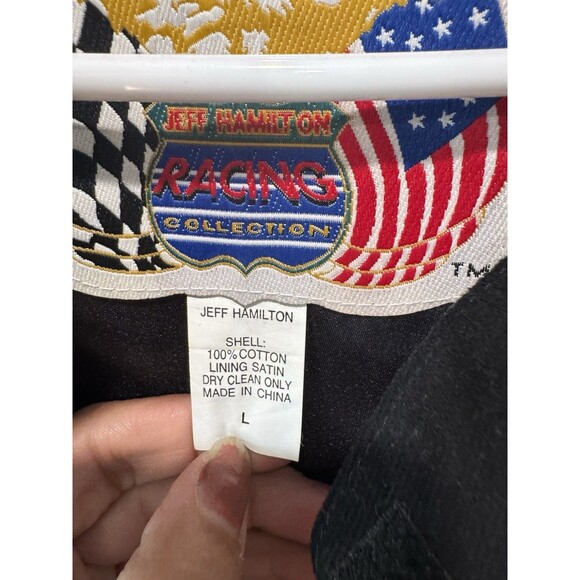 JEFF HAMILTON
RACING
COLLECTION
TM
JEFF HAMILTON
SHELL:
100% COTTON
LINING SATIN
DRY CLEAN ONLY
MADE IN CHINA
L